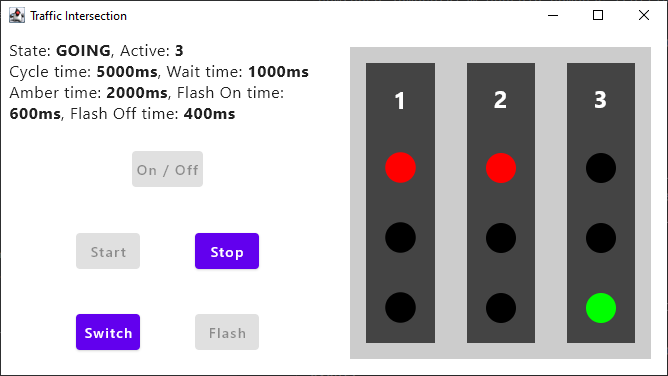 Traffic Intersection
State: GOING, Active: 3
Cycle time: 5000ms, Wait time: 1000ms
Amber time: 2000ms, Flash On time:
600ms, Flash Off time: 400ms
1 2 3
On / Off
Start Stop
Switch Flash